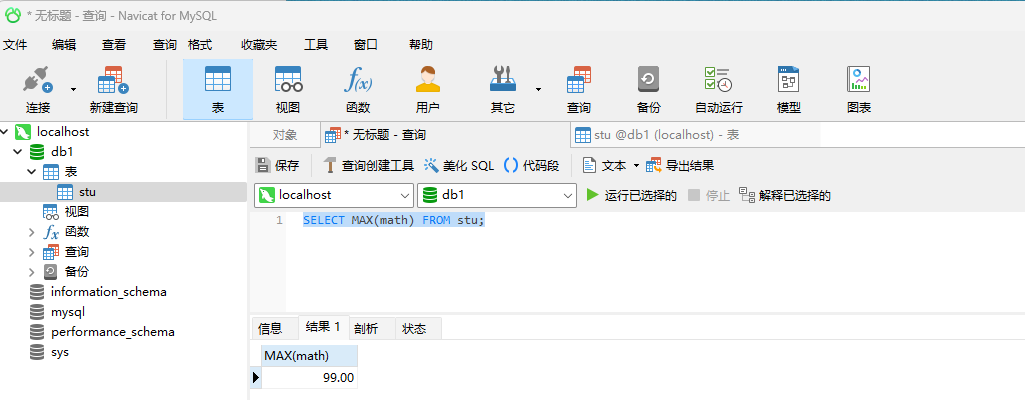 * 无标题 - 查询 - Navicat for MySQL
文件 编辑 查看 查询 格式 收藏夹 工具 窗口 帮助
连接 新建查询 表 视图 函数 用户 其它 查询 备份 自动运行 模型 图表
localhost
db1
表
stu
视图
函数
查询
备份
information_schema
mysql
performance_schema
sys
对象 * 无标题 - 查询 stu @db1 (localhost) - 表
保存 查询创建工具 美化 SQL 代码段 文本 导出结果
localhost db1 运行已选择的 停止 解释已选择的
1 SELECT MAX(math) FROM stu;
信息 结果 1 剖析 状态
MAX(math)
99.00